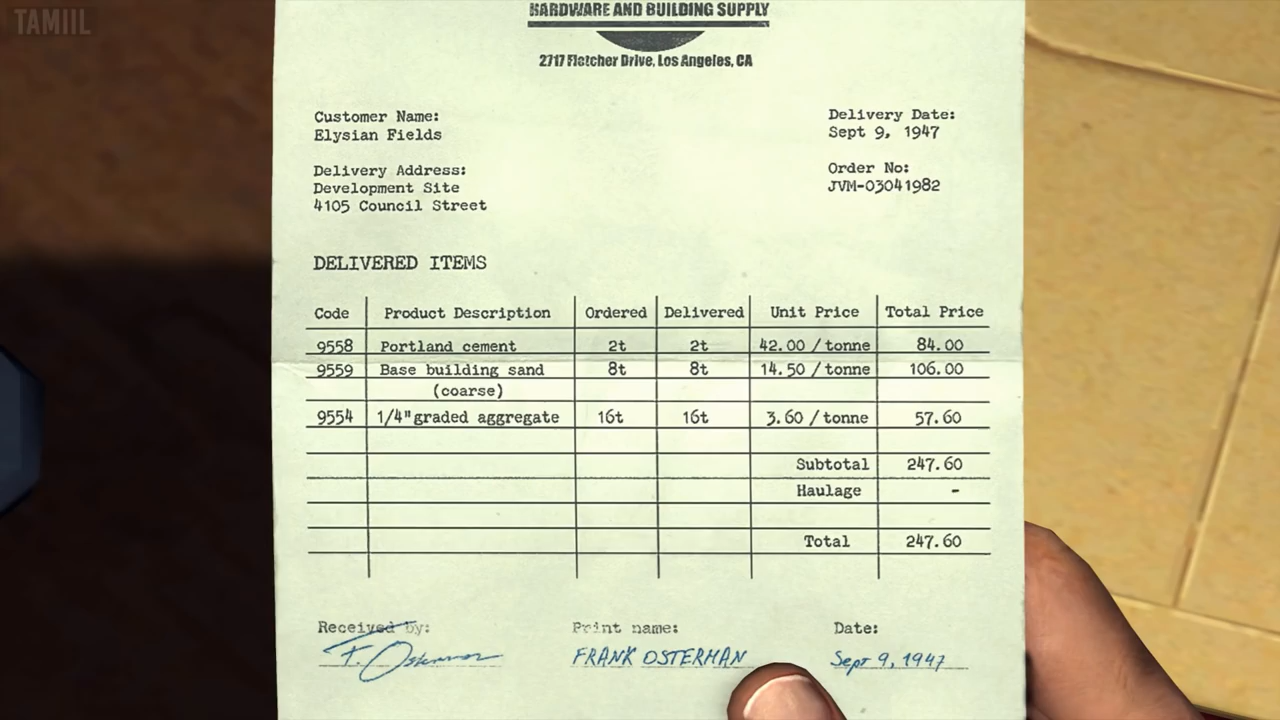 TAMIIL
HARDWARE AND BUILDING SUPPLY
2717 Fletcher Drive, Los Angeles, CA
Customer Name:
Elysian Fields
Delivery Date:
Sept 9, 1947
Delivery Address:
Development Site
4105 Council Street
Order No:
JVM-03041982
DELIVERED ITEMS
Code Product Description Ordered Delivered Unit Price Total Price
9558 Portland cement 2t 2t 42.00 / tonne 84.00
9559 Base building sand 8t 8t 14.50 / tonne 106.00
(coarse)
9554 1/4" graded aggregate 16t 16t 3.60 / tonne 57.60
Subtotal 247.60
Haulage -
Total 247.60
Received by: Print name: Date:
F. Osterman FRANK OSTERMAN Sept 9, 1947